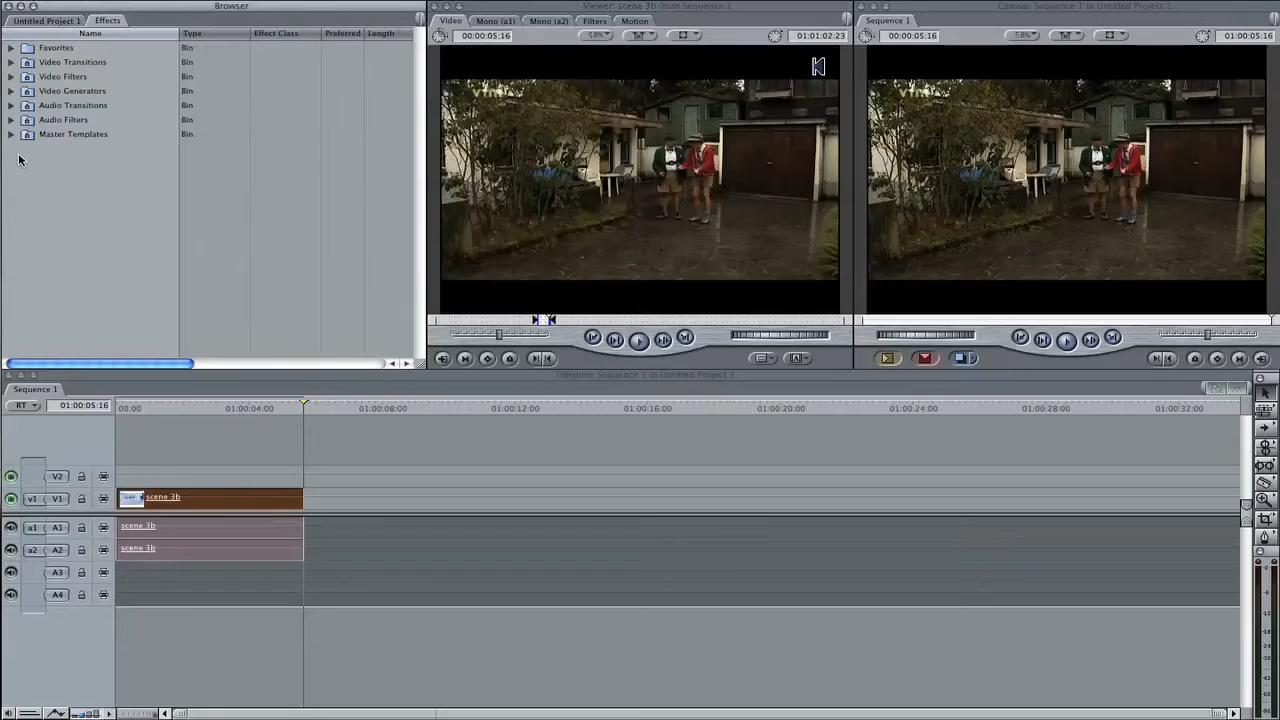 Browser
Untitled Project 1
Effects
Name
Type
Effect Class
Preferred
Length
Favorites
Bin
Video Transitions
Bin
Video Filters
Bin
Video Generators
Bin
Audio Transitions
Bin
Audio Filters
Bin
Master Templates
Bin
Viewer: scene 3b from Sequence 1
Video
Mono (a1)
Mono (a2)
Filters
Motion
00:00:05:16
58%
01:01:02:23
Canvas: Sequence 1 in Untitled Project 1
Sequence 1
00:00:05:16
58%
01:00:05:16
Timeline: Sequence 1 in Untitled Project 1
Sequence 1
RT
01:00:05:16
00:00
01:00:04:00
01:00:08:00
01:00:12:00
01:00:16:00
01:00:20:00
01:00:24:00
01:00:28:00
01:00:32:00
V2
v1
V1
scene 3b
a1
A1
scene 3b
a2
A2
scene 3b
A3
A4